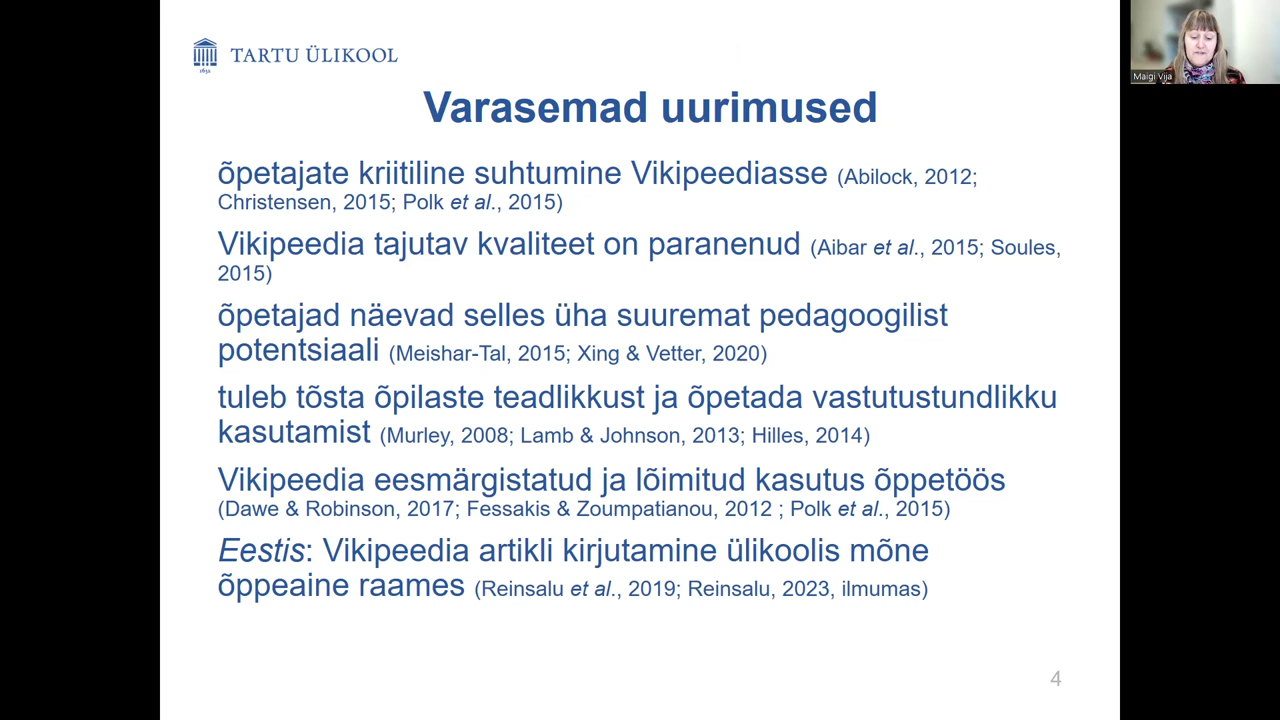 TARTU ÜLIKOOL
1632
Maigi Vija
Varasemad uurimused
õpetajate kriitiline suhtumine Vikipeediasse (Abilock, 2012;
Christensen, 2015; Polk et al., 2015)
Vikipeedia tajutav kvaliteet on paranenud (Aibar et al., 2015; Soules,
2015)
õpetajad näevad selles üha suuremat pedagoogilist
potentsiaali (Meishar-Tal, 2015; Xing & Vetter, 2020)
tuleb tõsta õpilaste teadlikkust ja õpetada vastutustundlikku
kasutamist (Murley, 2008; Lamb & Johnson, 2013; Hilles, 2014)
Vikipeedia eesmärgistatud ja lõimitud kasutus õppetöös
(Dawe & Robinson, 2017; Fessakis & Zoumpatianou, 2012 ; Polk et al., 2015)
Eestis: Vikipeedia artikli kirjutamine ülikoolis mõne
õppeaine raames (Reinsalu et al., 2019; Reinsalu, 2023, ilmumas)
4